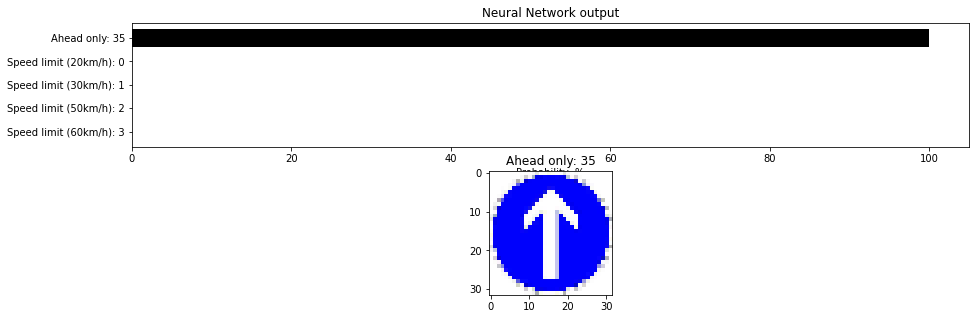 Neural Network output
Ahead only: 35
Speed limit (20km/h): 0
Speed limit (30km/h): 1
Speed limit (50km/h): 2
Speed limit (60km/h): 3
0 20 40 60 80 100
Probability, %
Ahead only: 35
0
10
20
30
0 10 20 30